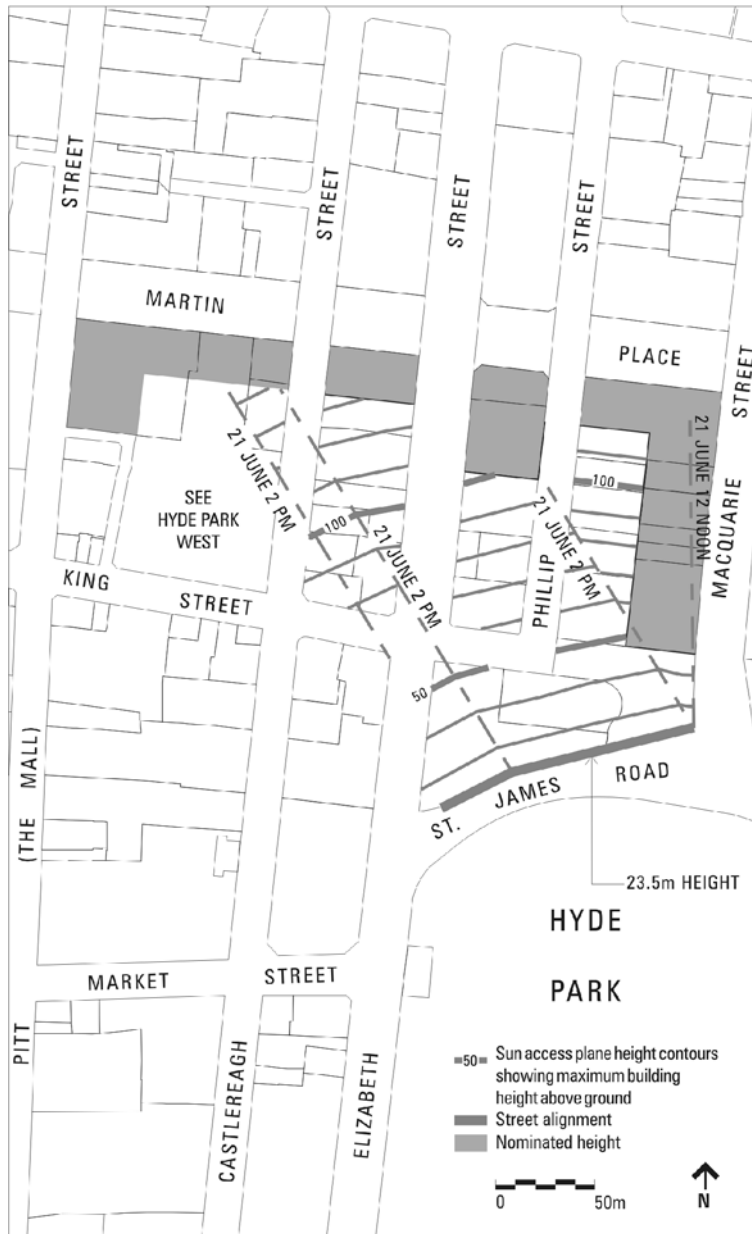 STREET
STREET
STREET
STREET
MARTIN
PLACE
STREET
21 JUNE 2 PM
21 JUNE 12 NOON
100
SEE
HYDE PARK
WEST
100
21 JUNE 2 PM
21 JUNE 2 PM
MACQUARIE
PHILLIP
KING
STREET
50
(THE MALL)
ST. JAMES ROAD
23.5m HEIGHT
HYDE
PARK
MARKET
STREET
PITT
CASTLEREAGH
ELIZABETH
50 Sun access plane height contours
showing maximum building
height above ground
Street alignment
Nominated height
0 50m
N